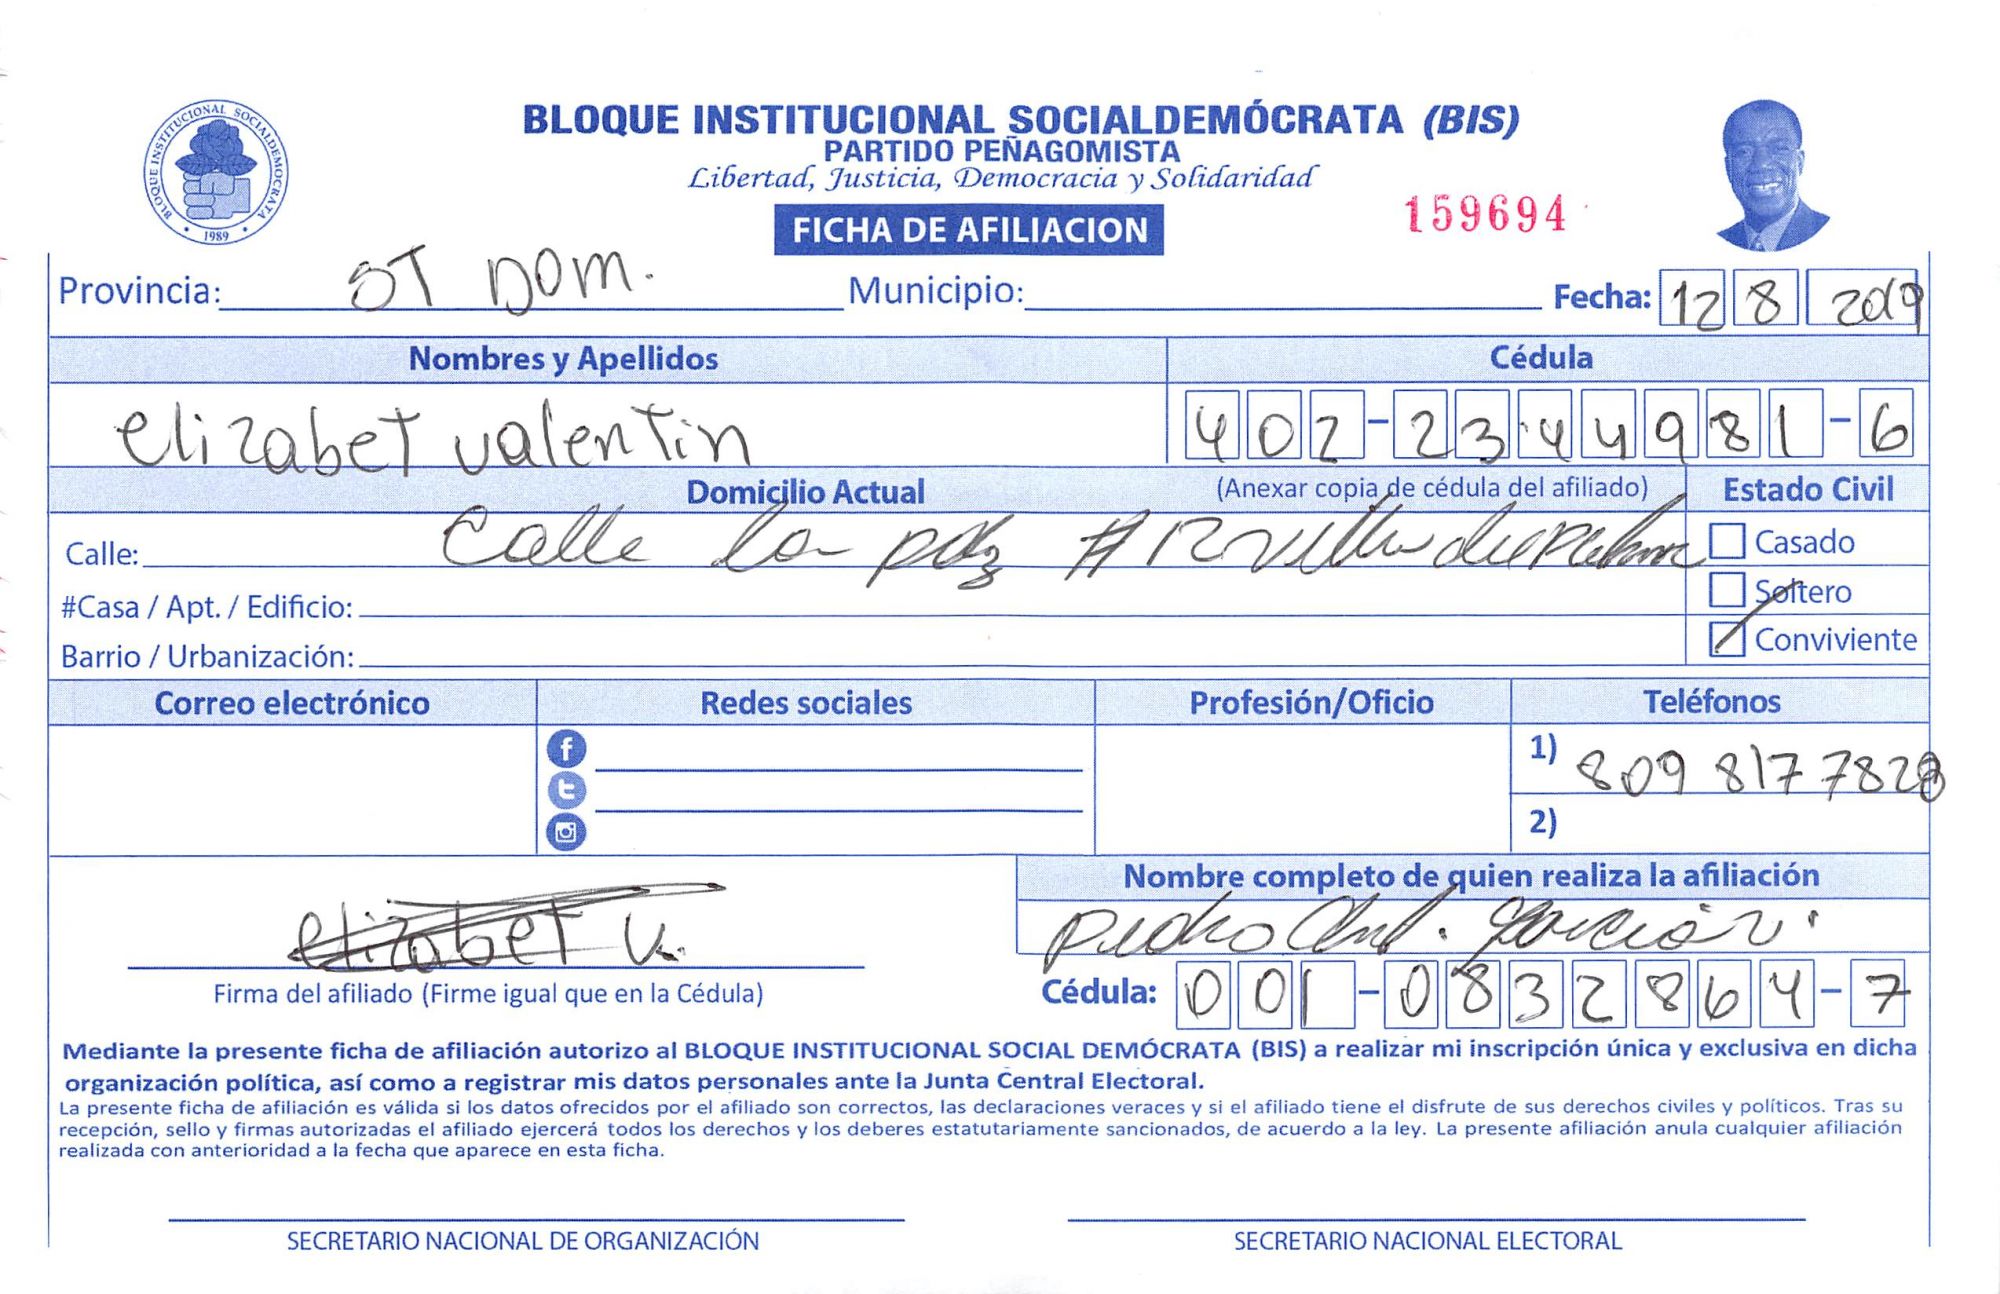 BLOQUE INSTITUCIONAL SOCIALDEMÓCRATA (BIS)
PARTIDO PEÑAGOMISTA
Libertad, Justicia, Democracia y Solidaridad
BLOQUE INSTITUCIONAL SOCIALDEMOCRATA
1989
FICHA DE AFILIACION
159694
Provincia: ST DOM. Municipio: Fecha: 12 8 2019
Nombres y Apellidos Cédula
elizabet valentin 402-2344981-6
Domicilio Actual (Anexar copia de cédula del afiliado) Estado Civil
Calle: Calle la paz #12 villa Casado
#Casa / Apt. / Edificio: Soltero
Barrio / Urbanización: Conviviente
Correo electrónico Redes sociales Profesión/Oficio Teléfonos
1) 809 817 7828
2)
Nombre completo de quien realiza la afiliación
elizabet v. Pedro
Firma del afiliado (Firme igual que en la Cédula) Cédula: 001-0832864-7
Mediante la presente ficha de afiliación autorizo al BLOQUE INSTITUCIONAL SOCIAL DEMÓCRATA (BIS) a realizar mi inscripción única y exclusiva en dicha
organización política, así como a registrar mis datos personales ante la Junta Central Electoral.
La presente ficha de afiliación es válida si los datos ofrecidos por el afiliado son correctos, las declaraciones veraces y si el afiliado tiene el disfrute de sus derechos civiles y políticos. Tras su
recepción, sello y firmas autorizadas el afiliado ejercerá todos los derechos y los deberes estatutariamente sancionados, de acuerdo a la ley. La presente afiliación anula cualquier afiliación
realizada con anterioridad a la fecha que aparece en esta ficha.
SECRETARIO NACIONAL DE ORGANIZACIÓN SECRETARIO NACIONAL ELECTORAL